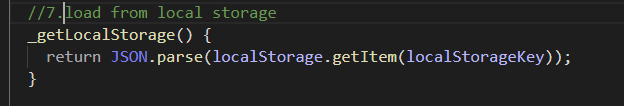 //7.load from local storage
_getLocalStorage() {
return JSON.parse(localStorage.getItem(localStorageKey));
}